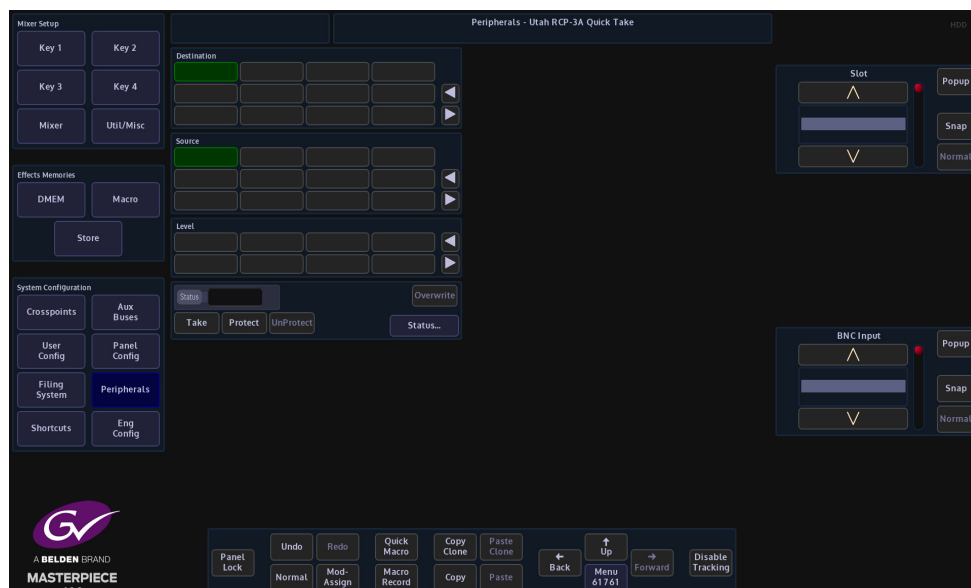 Mixer Setup
Peripherals - Utah RCP-3A Quick Take
HDD
Key 1
Key 2
Key 3
Key 4
Mixer
Util/Misc
Destination
Source
Level
Status
Overwrite
Take
Protect
UnProtect
Status...
Slot
Popup
Snap
Normal
Effects Memories
DMEM
Macro
Store
System Configuration
Crosspoints
Aux
Buses
User
Config
Panel
Config
Filing
System
Peripherals
Shortcuts
Eng
Config
BNC Input
Popup
Snap
Normal
GV
A BELDEN BRAND
MASTERPIECE
Panel
Lock
Undo
Redo
Quick
Macro
Copy
Clone
Paste
Clone
Normal
Mod-
Assign
Macro
Record
Copy
Paste
Back
Up
Forward
Menu
61761
Disable
Tracking